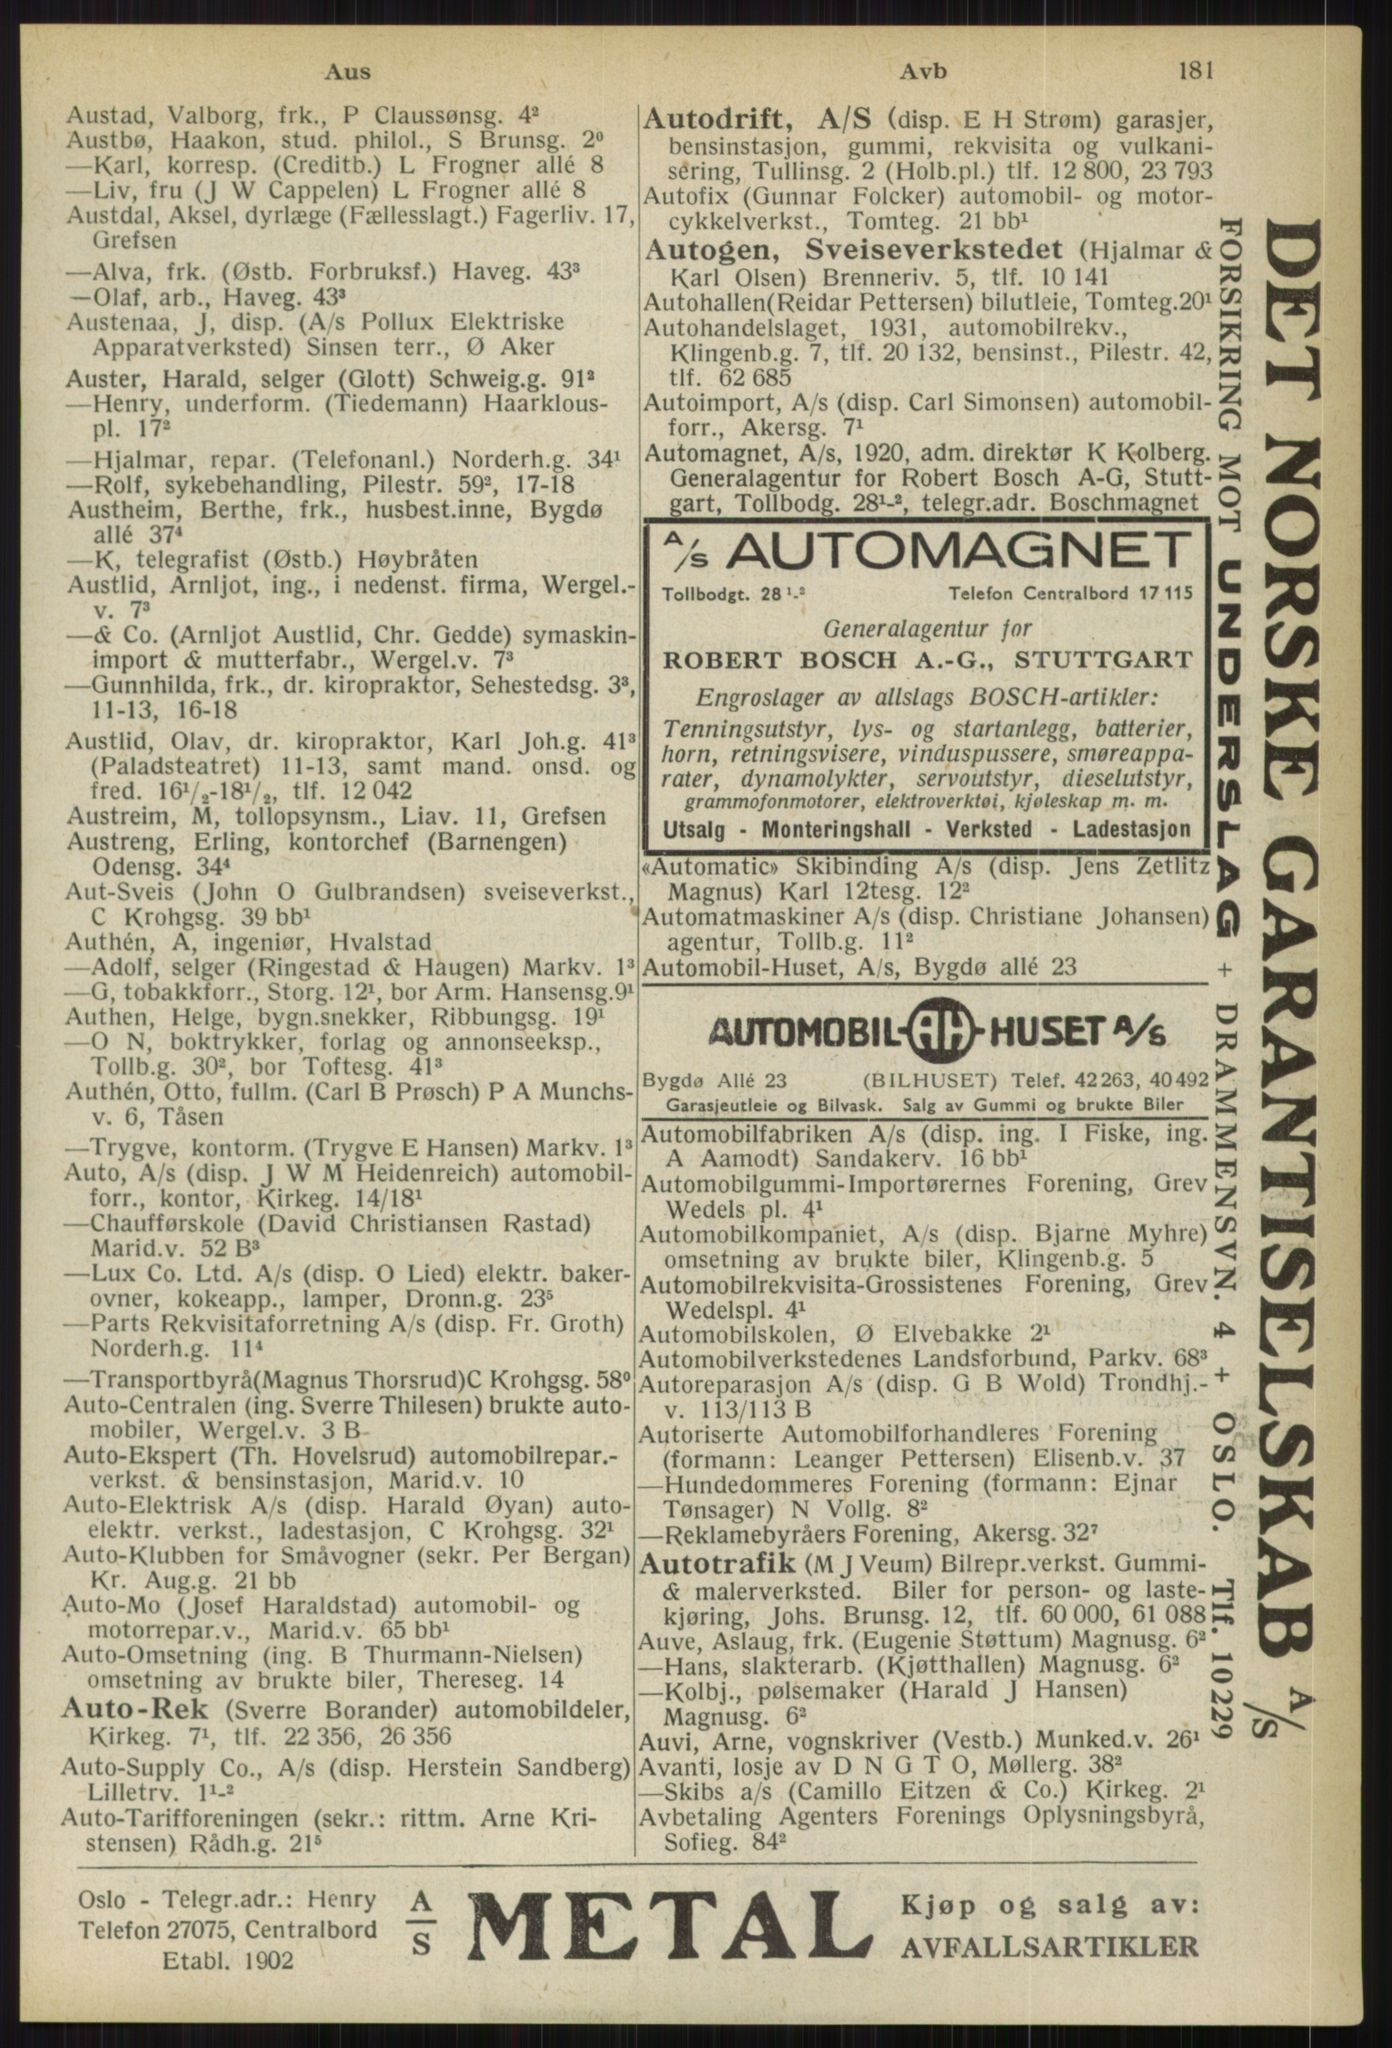 Aus
Avb
181
Austad, Valborg, frk., P Claussønsg. 4²
Austbø, Haakon, stud. philol., S Brunsg. 2⁰
—Karl, korresp. (Creditb.) L Frogner allé 8
—Liv, fru (J W Cappelen) L Frogner allé 8
Austdal, Aksel, dyrlæge (Fællesslagt.) Fagerliv. 17,
Grefsen
—Alva, frk. (Østb. Forbruksf.) Haveg. 43³
—Olaf, arb., Haveg. 43³
Austenaa, J, disp. (A/s Pollux Elektriske
Apparatverksted) Sinsen terr., Ø Aker
Auster, Harald, selger (Glott) Schweig.g. 91²
—Henry, underform. (Tiedemann) Haarklous-
pl. 17²
—Hjalmar, repar. (Telefonanl.) Norderh.g. 34¹
—Rolf, sykebehandling, Pilestr. 59², 17-18
Austheim, Berthe, frk., husbest.inne, Bygdø
allé 37⁴
—K, telegrafist (Østb.) Høybråten
Austlid, Arnljot, ing., i nedenst. firma, Wergel.-
v. 7³
—& Co. (Arnljot Austlid, Chr. Gedde) symaskin-
import & mutterfabr., Wergel.v. 7³
—Gunnhilda, frk., dr. kiropraktor, Sehestedsg. 3³,
11-13, 16-18
Austlid, Olav, dr. kiropraktor, Karl Joh.g. 41³
(Paladsteatret) 11-13, samt mand. onsd. og
fred. 16¹/₂-18¹/₂, tlf. 12 042
Austreim, M, tollopsynsm., Liav. 11, Grefsen
Austreng, Erling, kontorchef (Barnengen)
Odensg. 34⁴
Aut-Sveis (John O Gulbrandsen) sveiseverkst.,
C Krohgsg. 39 bb¹
Authén, A, ingeniør, Hvalstad
—Adolf, selger (Ringestad & Haugen) Markv. 1³
—G, tobakkforr., Storg. 12¹, bor Arm. Hansensg.9¹
Authen, Helge, bygn.snekker, Ribbungsg. 19¹
—O N, boktrykker, forlag og annonseeksp.,
Tollb.g. 30², bor Toftesg. 41³
Authén, Otto, fullm. (Carl B Prøsch) P A Munchs-
v. 6, Tåsen
—Trygve, kontorm. (Trygve E Hansen) Markv. 1³
Auto, A/s (disp. J W M Heidenreich) automobil-
forr., kontor, Kirkeg. 14/18¹
—Chaufførskole (David Christiansen Rastad)
Marid.v. 52 B³
—Lux Co. Ltd. A/s (disp. O Lied) elektr. baker-
ovner, kokeapp., lamper, Dronn.g. 23⁵
—Parts Rekvisitaforretning A/s (disp. Fr. Groth)
Norderh.g. 11⁴
—Transportbyrå(Magnus Thorsrud)C Krohgsg. 58⁰
Auto-Centralen (ing. Sverre Thilesen) brukte auto-
mobiler, Wergel.v. 3 B
Auto-Ekspert (Th. Hovelsrud) automobilrepar.-
verkst. & bensinstasjon, Marid.v. 10
Auto-Elektrisk A/s (disp. Harald Øyan) auto-
elektr. verkst., ladestasjon, C Krohgsg. 32¹
Auto-Klubben for Småvogner (sekr. Per Bergan)
Kr. Aug.g. 21 bb
Auto-Mo (Josef Haraldstad) automobil- og
motorrepar.v., Marid.v. 65 bb¹
Auto-Omsetning (ing. B Thurmann-Nielsen)
omsetning av brukte biler, Thereseg. 14
Auto-Rek (Sverre Borander) automobildeler,
Kirkeg. 7¹, tlf. 22 356, 26 356
Auto-Supply Co., A/s (disp. Herstein Sandberg)
Lilletrv. 1¹-²
Auto-Tarifforeningen (sekr.: rittm. Arne Kri-
stensen) Rådh.g. 21⁵
Autodrift, A/S (disp. E H Strøm) garasjer,
bensinstasjon, gummi, rekvisita og vulkani-
sering, Tullinsg. 2 (Holb.pl.) tlf. 12 800, 23 793
Autofix (Gunnar Folcker) automobil- og motor-
cykkelverkst., Tomteg. 21 bb¹
Autogen, Sveiseverkstedet (Hjalmar &
Karl Olsen) Brenneriv. 5, tlf. 10 141
Autohallen(Reidar Pettersen) bilutleie, Tomteg.20¹
Autohandelslaget, 1931, automobilrekv.,
Klingenb.g. 7, tlf. 20 132, bensinst., Pilestr. 42,
tlf. 62 685
Autoimport, A/s (disp. Carl Simonsen) automobil-
forr., Akersg. 7¹
Automagnet, A/s, 1920, adm. direktør K Kolberg.
Generalagentur for Robert Bosch A-G, Stutt-
gart, Tollbodg. 28¹-², telegr.adr. Boschmagnet
A/s AUTOMAGNET
Tollbodgt. 28 ¹-² Telefon Centralbord 17 115
Generalagentur for
ROBERT BOSCH A.-G., STUTTGART
Engroslager av allslags BOSCH-artikler:
Tenningsutstyr, lys- og startanlegg, batterier,
horn, retningsvisere, vinduspussere, smøreappa-
rater, dynamolykter, servoutstyr, dieselutstyr,
grammofonmotorer, elektroverktøi, kjøleskap m. m.
Utsalg - Monteringshall - Verksted - Ladestasjon
«Automatic» Skibinding A/s (disp. Jens Zetlitz
Magnus) Karl 12tesg. 12²
Automatmaskiner A/s (disp. Christiane Johansen)
agentur, Tollb.g. 11²
Automobil-Huset, A/s, Bygdø allé 23
AUTOMOBIL-AH-HUSET A/s
Bygdø Allé 23 (BILHUSET) Telef. 42 263, 40 492
Garasjeutleie og Bilvask. Salg av Gummi og brukte Biler
Automobilfabriken A/s (disp. ing. I Fiske, ing.
A Aamodt) Sandakerv. 16 bb¹
Automobilgummi-Importørernes Forening, Grev
Wedels pl. 4¹
Automobilkompaniet, A/s (disp. Bjarne Myhre)
omsetning av brukte biler, Klingenb.g. 5
Automobilrekvisita-Grossistenes Forening, Grev
Wedelspl. 4¹
Automobilskolen, Ø Elvebakke 2¹
Automobilverkstedenes Landsforbund, Parkv. 68³
Autoreparasjon A/s (disp. G B Wold) Trondhj.-
v. 113/113 B
Autoriserte Automobilforhandleres Forening
(formann: Leanger Pettersen) Elisenb.v. 37
—Hundedommeres Forening (formann: Ejnar
Tønsager) N Vollg. 8²
—Reklamebyråers Forening, Akersg. 32⁷
Autotrafik (M J Veum) Bilrepr.verkst. Gummi-
& malerverksted. Biler for person- og laste-
kjøring, Johs. Brunsg. 12, tlf. 60 000, 61 088
Auve, Aslaug, frk. (Eugenie Støttum) Magnusg. 6²
—Hans, slakterarb. (Kjøtthallen) Magnusg. 6²
—Kolbj., pølsemaker (Harald J Hansen)
Magnusg. 6²
Auvi, Arne, vognskriver (Vestb.) Munked.v. 26¹
Avanti, losje av D N G T O, Møllerg. 38²
—Skibs a/s (Camillo Eitzen & Co.) Kirkeg. 2¹
Avbetaling Agenters Forenings Oplysningsbyrå,
Sofieg. 84²
DET NORSKE GARANTISELSKAB A/S
FORSIKRING MOT UNDERSLAG + DRAMMENSVN. 4 + OSLO. Tlf. 10 229
Oslo - Telegr.adr.: Henry
Telefon 27075, Centralbord
Etabl. 1902
A/S METAL
Kjøp og salg av:
AVFALLSARTIKLER